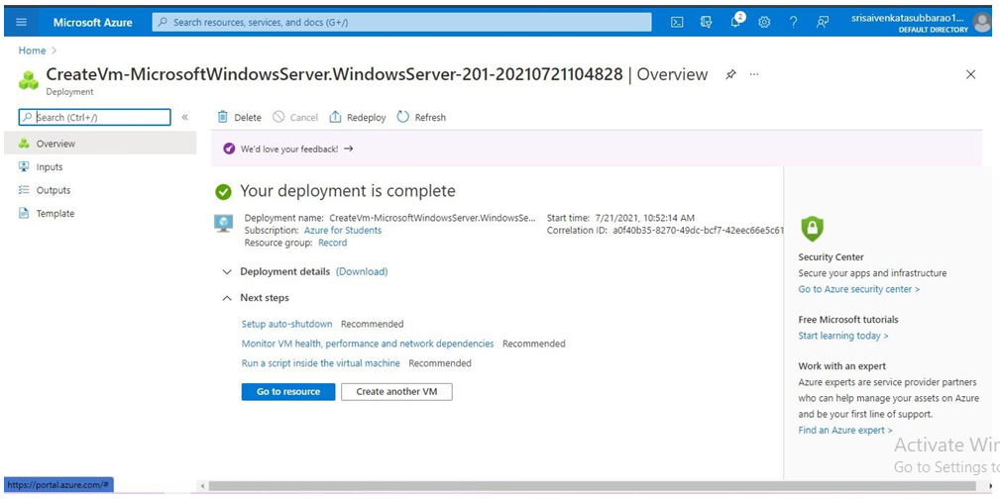 Microsoft Azure
Search resources, services, and docs (G+/)
2
srisaivenkatasubbarao1...
DEFAULT DIRECTORY
Home >
CreateVm-MicrosoftWindowsServer.WindowsServer-201-20210721104828 | Overview
Deployment
Search (Ctrl+/)
Overview
Inputs
Outputs
Template
Delete
Cancel
Redeploy
Refresh
We'd love your feedback! →
Your deployment is complete
Deployment name: CreateVm-MicrosoftWindowsServer.WindowsSe...
Subscription: Azure for Students
Resource group: Record
Start time: 7/21/2021, 10:52:14 AM
Correlation ID: a0f40b35-8270-49dc-bcf7-42eec66e5c61
Deployment details (Download)
Next steps
Setup auto-shutdown Recommended
Monitor VM health, performance and network dependencies Recommended
Run a script inside the virtual machine Recommended
Go to resource
Create another VM
Security Center
Secure your apps and infrastructure
Go to Azure security center >
Free Microsoft tutorials
Start learning today >
Work with an expert
Azure experts are service provider partners
who can help manage your assets on Azure
and be your first line of support.
Find an Azure expert >
Activate Win
Go to Settings to
https://portal.azure.com/#